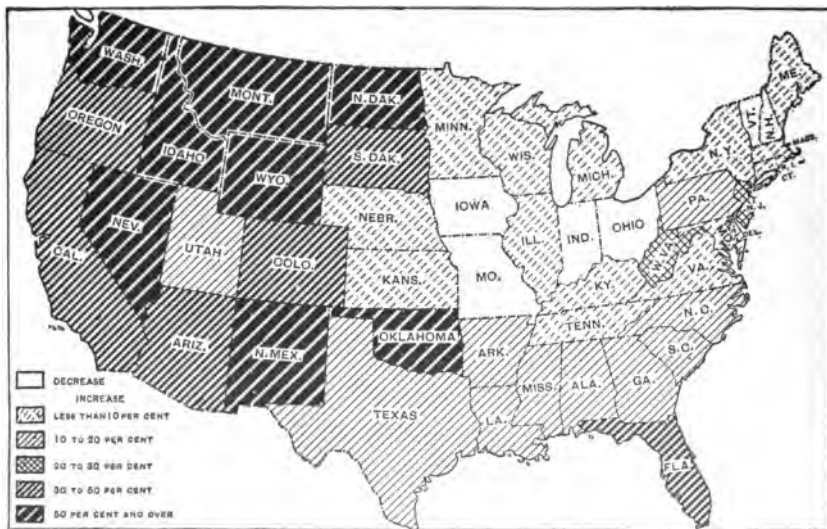 WASH.
MONT.
N. DAK.
MINN.
ME.
VT.
N.H.
OREGON
IDAHO
WYO.
S. DAK.
WIS.
MICH.
N.Y.
MASS.
R.I.
CT.
NEV.
UTAH
COLO.
NEBR.
IOWA
ILL.
IND.
OHIO
PA.
N.J.
DEL.
CAL.
KANS.
MO.
KY.
W.VA.
VA.
ARIZ.
N. MEX.
OKLAHOMA
ARK.
TENN.
N.C.
S.C.
TEXAS
LA.
MISS.
ALA.
GA.
FLA.
DECREASE
INCREASE
LESS THAN 10 PER CENT
10 TO 20 PER CENT
20 TO 30 PER CENT
30 TO 50 PER CENT
50 PER CENT AND OVER